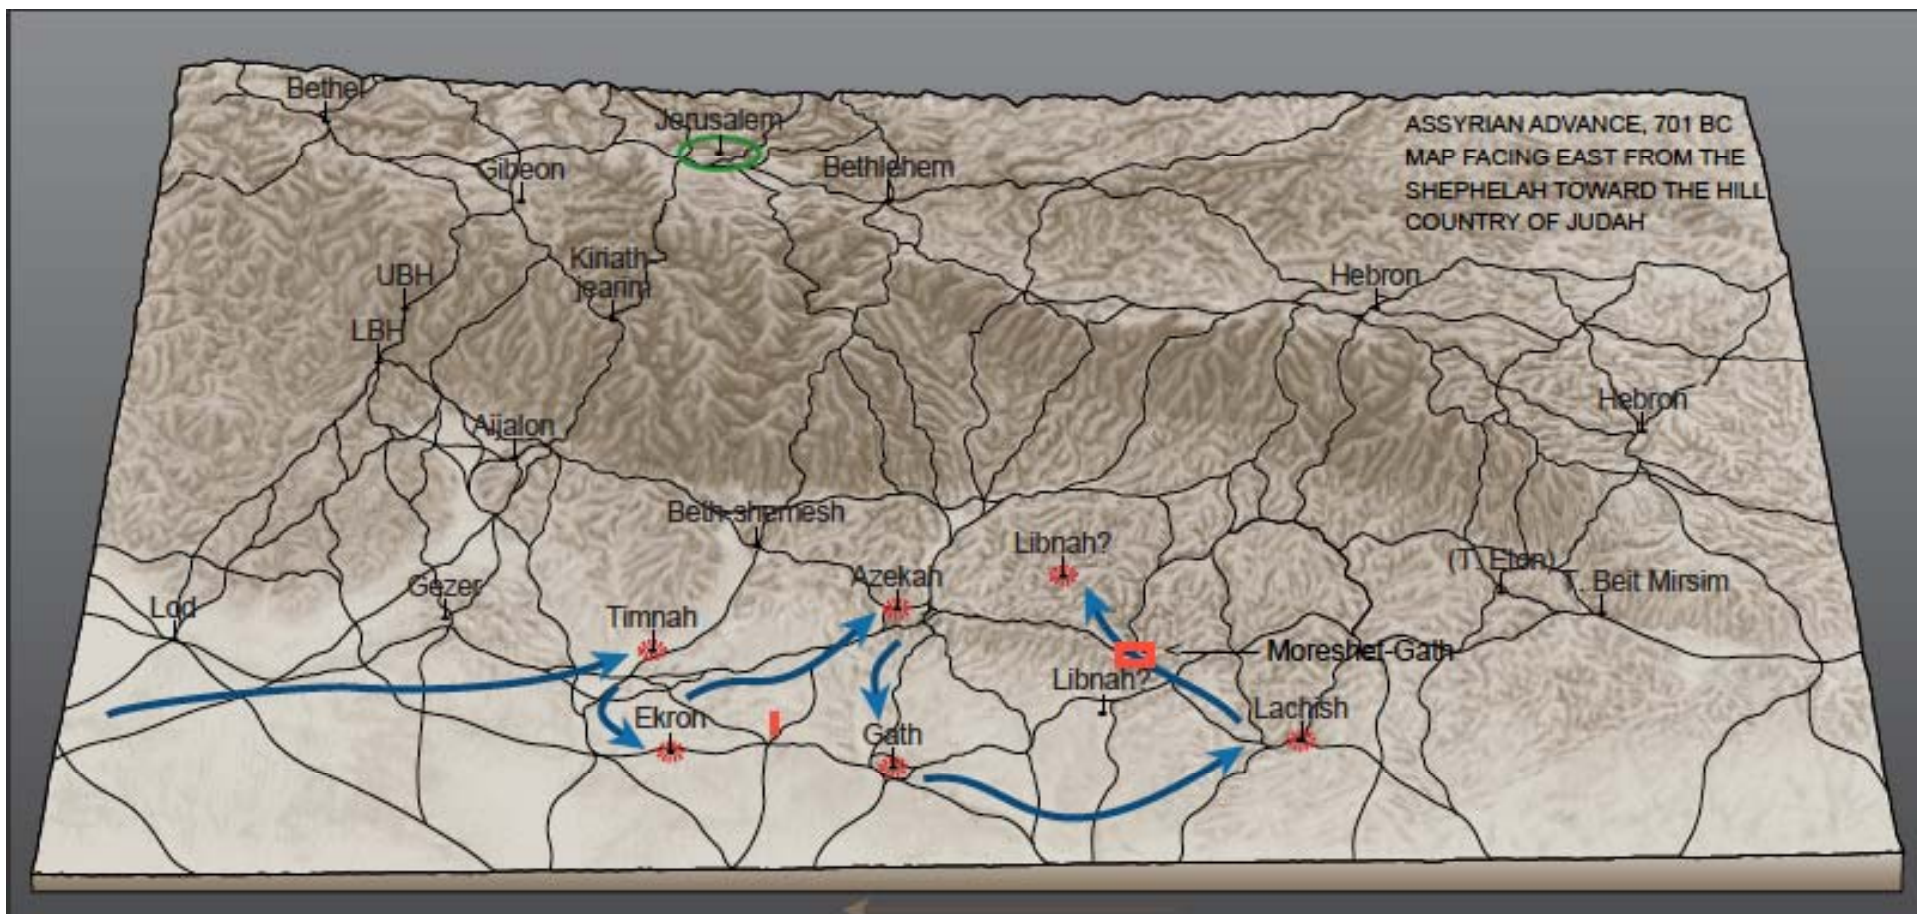 Bethel
Jerusalem
ASSYRIAN ADVANCE, 701 BC
MAP FACING EAST FROM THE
SHEPHELAH TOWARD THE HILL
COUNTRY OF JUDAH
Gibeon
Bethlehem
UBH
Kiriath-
jearim
Hebron
LBH
Hebron
Aijalon
Beth-shemesh
Libnah?
(T. Eton)
T. Beit Mirsim
Azekah
Gezer
Lod
Timnah
Moreshet-Gath
Libnah?
Ekron
Lachish
Gath